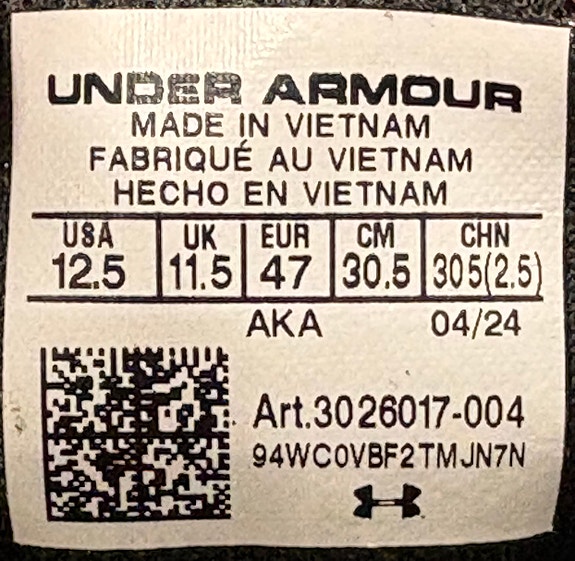 UNDER ARMOUR
MADE IN VIETNAM
FABRIQUÉ AU VIETNAM
HECHO EN VIETNAM
USA UK EUR CM CHN
12.5 11.5 47 30.5 305(2.5)
AKA 04/24
Art.3026017-004
94WC0VBF2TMJN7N